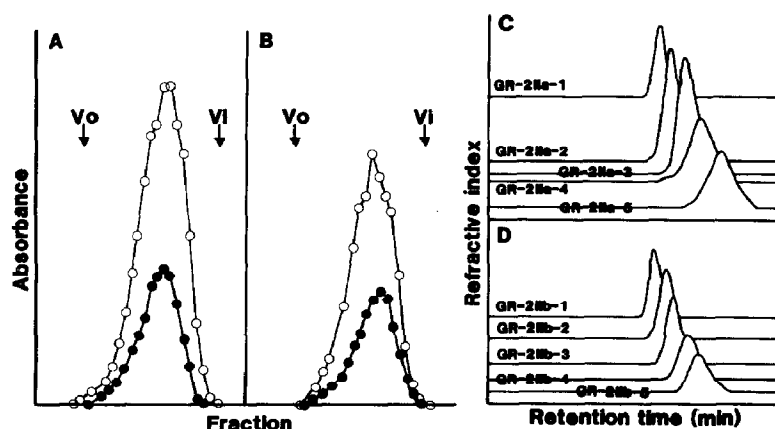 A
B
Vo
Vi
Vo
Vi
Absorbance
Fraction
C
GR-2IIa-1
GR-2IIa-2
GR-2IIa-3
GR-2IIa-4
GR-2IIa-5
Refractive index
D
GR-2IIb-1
GR-2IIb-2
GR-2IIb-3
GR-2IIb-4
GR-2IIb-5
Retention time (min)